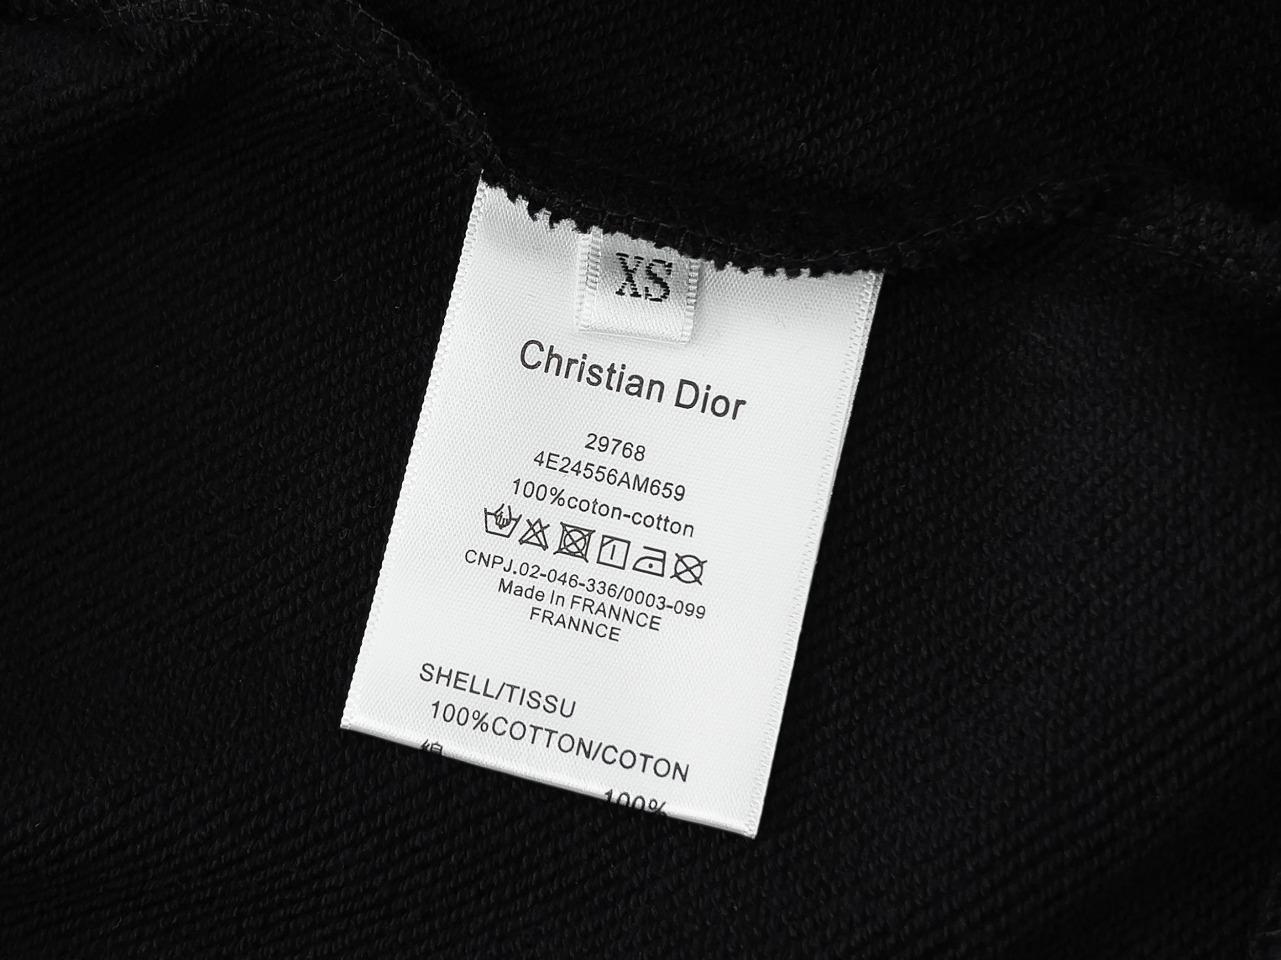 XS
Christian Dior
29768
4E24556AM659
100%coton-cotton
CNPJ.02-046-336/0003-099
Made In FRANNCE
FRANNCE
SHELL/TISSU
100%COTTON/COTON
100%